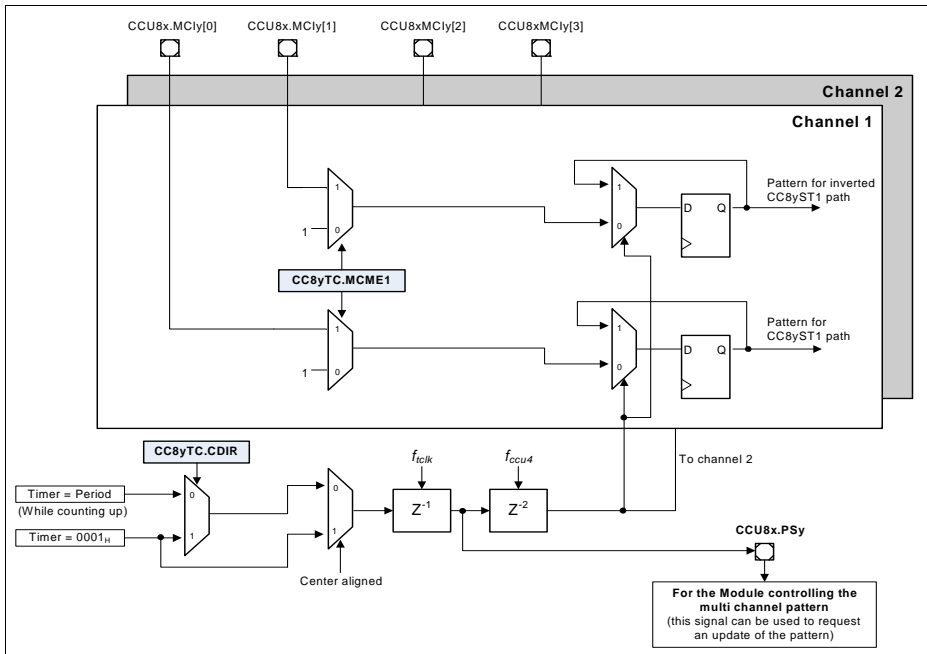 CCU8x.MCIy[0]
CCU8x.MCIy[1]
CCU8xMCIy[2]
CCU8xMCIy[3]
Channel 2
Channel 1
1
1
0
CC8yTC.MCME1
1
1
0
1
0
D Q
Pattern for inverted
CC8yST1 path
1
0
D Q
Pattern for
CC8yST1 path
CC8yTC.CDIR
Timer = Period
(While counting up)
Timer = 0001H
0
1
0
1
Center aligned
ftclk
Z-1
fccu4
Z-2
To channel 2
CCU8x.PSy
For the Module controlling the
multi channel pattern
(this signal can be used to request
an update of the pattern)